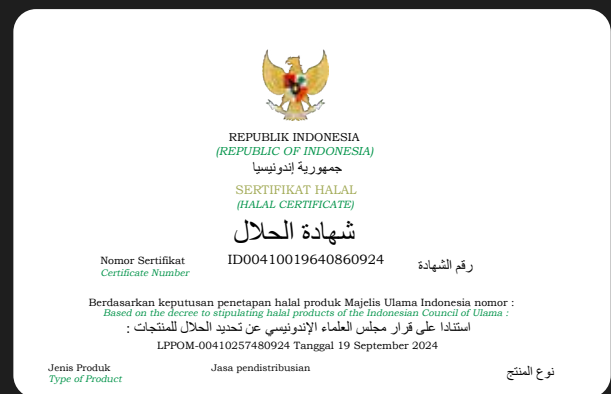 REPUBLIK INDONESIA
(REPUBLIC OF INDONESIA)
جمهورية إندونيسيا
SERTIFIKAT HALAL
(HALAL CERTIFICATE)
شهادة الحلال
Nomor Sertifikat ID00410019640860924 رقم الشهادة
Certificate Number
Berdasarkan keputusan penetapan halal produk Majelis Ulama Indonesia nomor :
Based on the decree to stipulating halal products of the Indonesian Council of Ulama :
استنادا على قرار مجلس العلماء الإندونيسي عن تحديد الحلال للمنتجات :
LPPOM-00410257480924 Tanggal 19 September 2024
Jenis Produk Jasa pendistribusian نوع المنتج
Type of Product